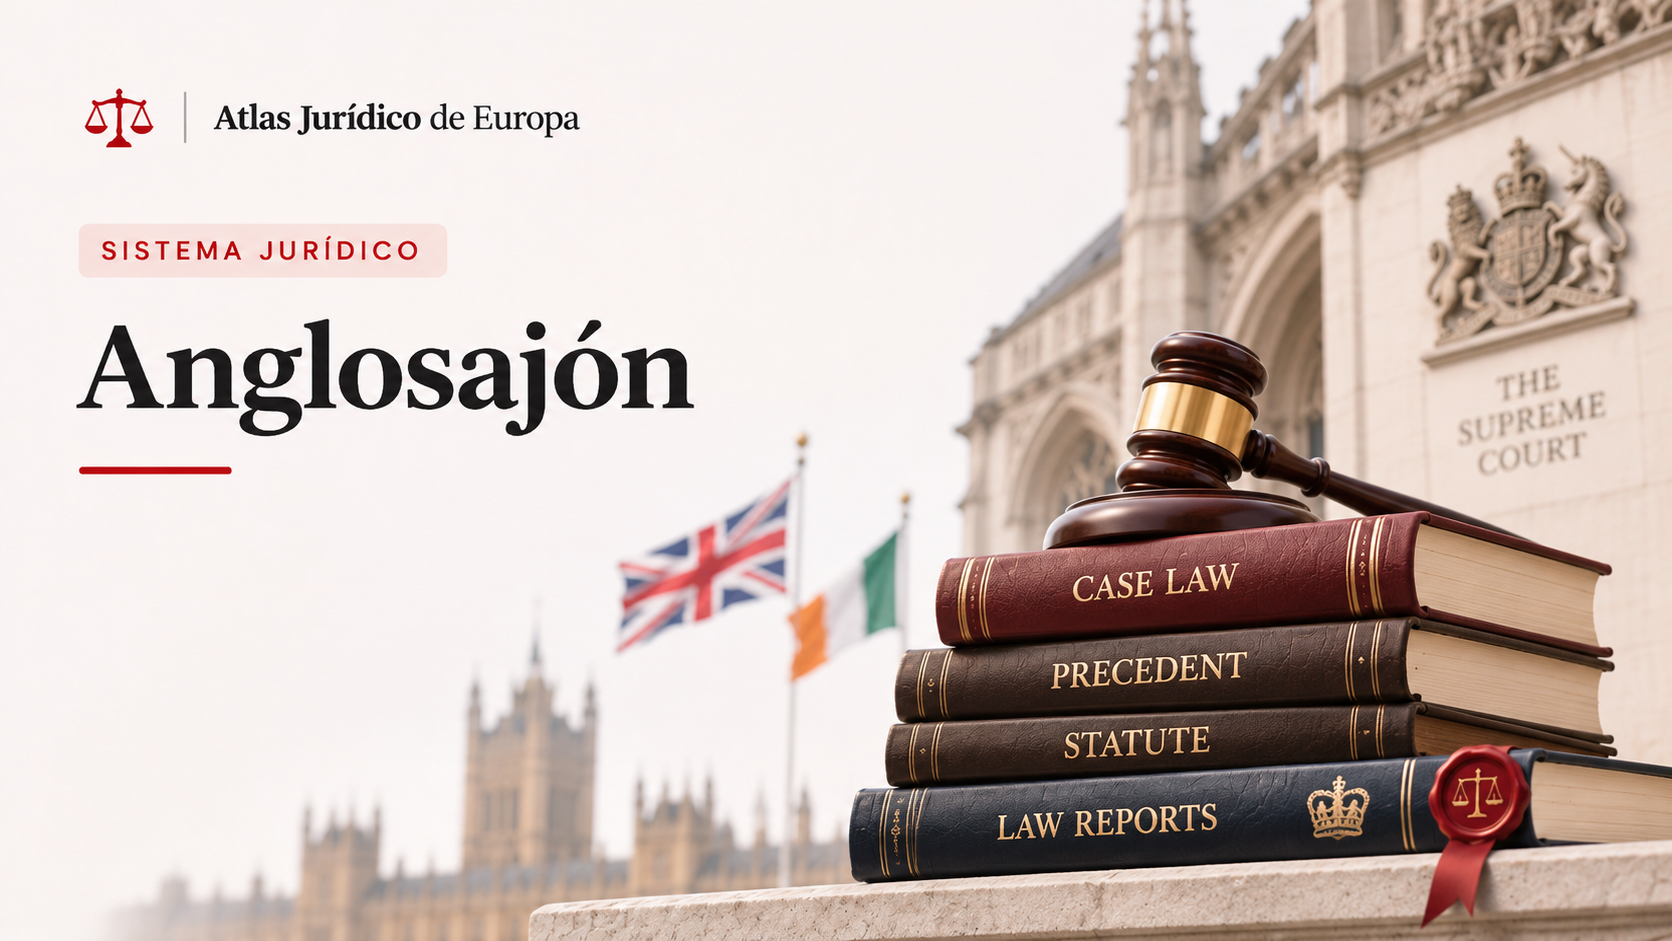 Atlas Jurídico de Europa
SISTEMA JURÍDICO
Anglosajón
THE
SUPREME
COURT
CASE LAW
PRECEDENT
STATUTE
LAW REPORTS